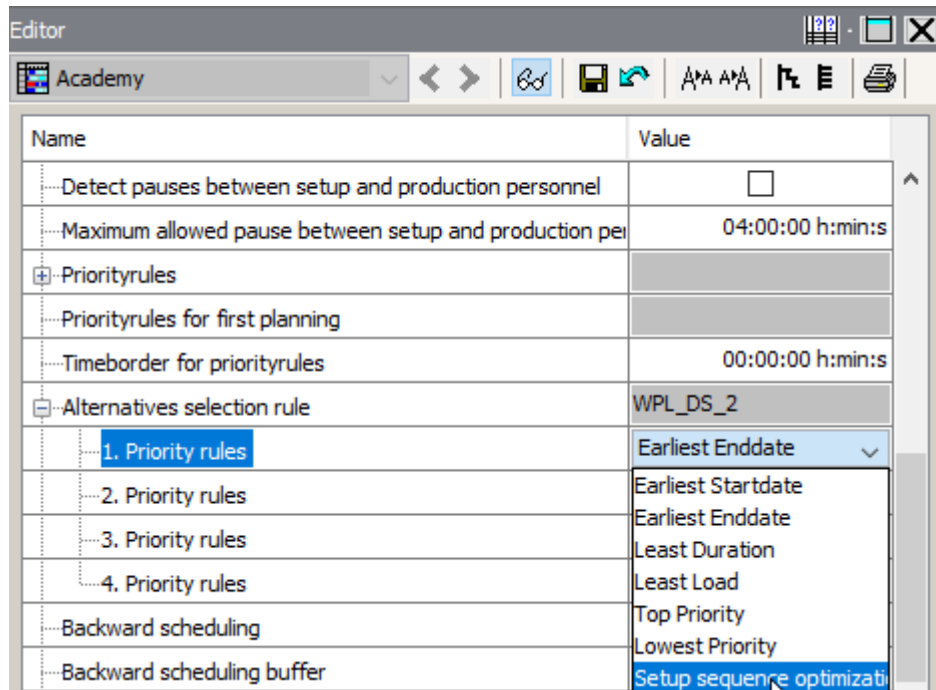 Editor
Academy
Name Value
Detect pauses between setup and production personnel
Maximum allowed pause between setup and production per 04:00:00 h:min:s
Priorityrules
Priorityrules for first planning
Timeborder for priorityrules 00:00:00 h:min:s
Alternatives selection rule WPL_DS_2
1. Priority rules Earliest Enddate
Earliest Startdate
2. Priority rules
Earliest Enddate
3. Priority rules Least Duration
4. Priority rules Least Load
Top Priority
Backward scheduling Lowest Priority
Backward scheduling buffer Setup sequence optimizati